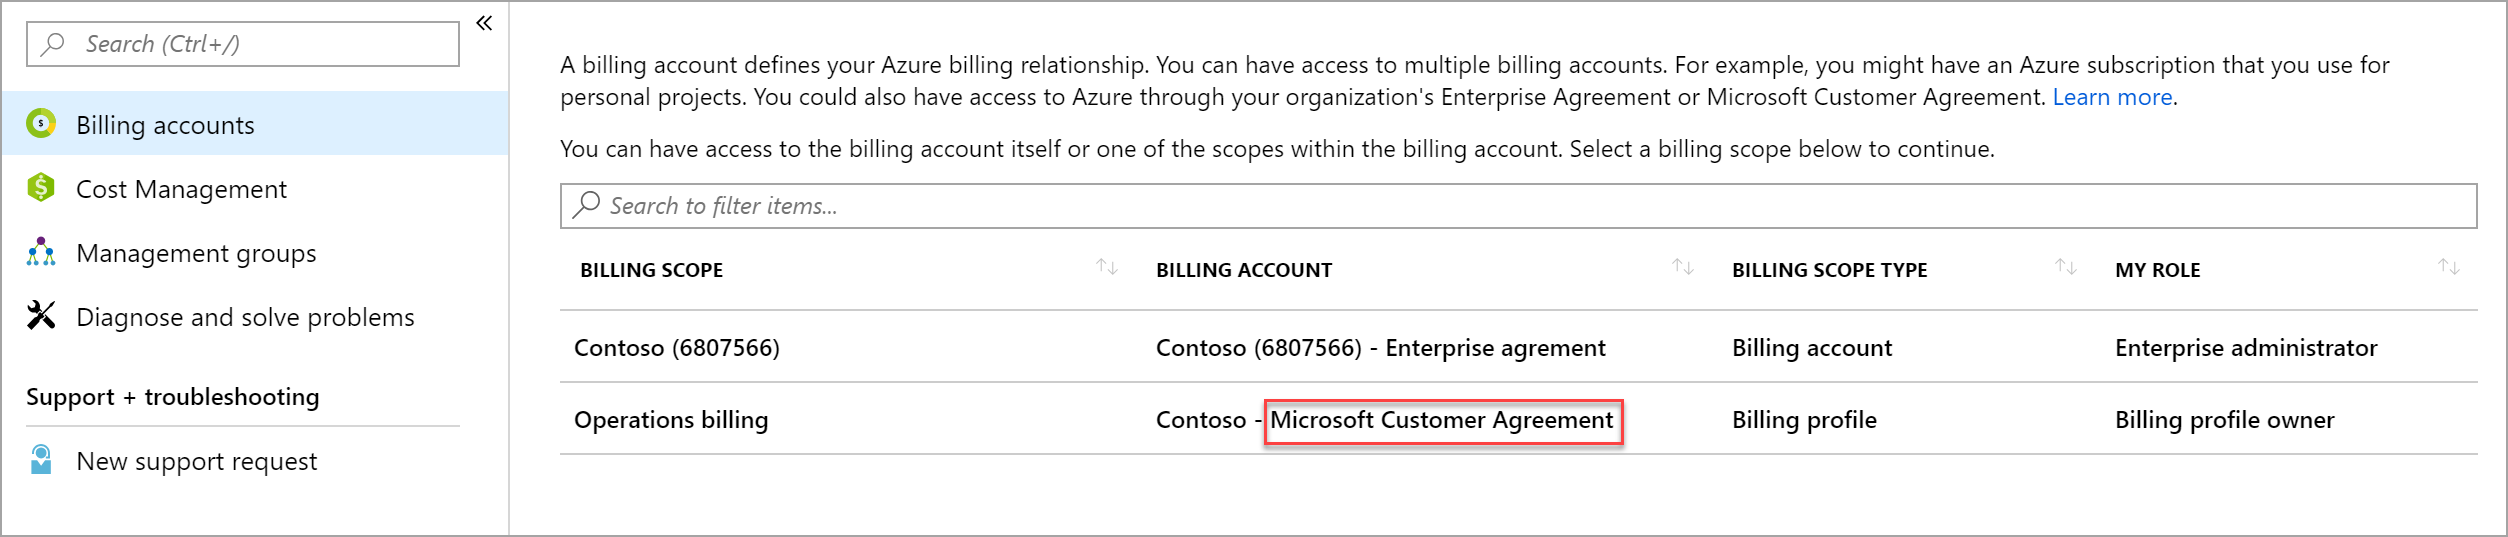 Search (Ctrl+/)
«
Billing accounts
Cost Management
Management groups
Diagnose and solve problems
Support + troubleshooting
New support request
A billing account defines your Azure billing relationship. You can have access to multiple billing accounts. For example, you might have an Azure subscription that you use for
personal projects. You could also have access to Azure through your organization's Enterprise Agreement or Microsoft Customer Agreement. Learn more.
You can have access to the billing account itself or one of the scopes within the billing account. Select a billing scope below to continue.
Search to filter items...
BILLING SCOPE BILLING ACCOUNT BILLING SCOPE TYPE MY ROLE
Contoso (6807566) Contoso (6807566) - Enterprise agrement Billing account Enterprise administrator
Operations billing Contoso - Microsoft Customer Agreement Billing profile Billing profile owner